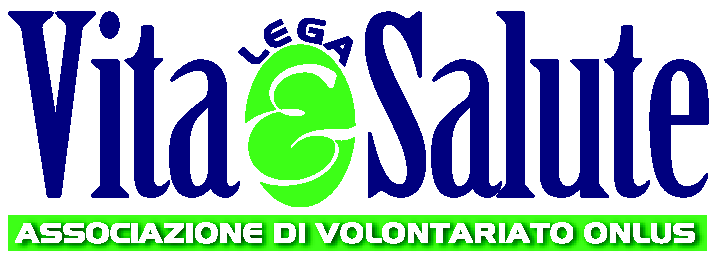 LEGA
Vita & Salute
ASSOCIAZIONE DI VOLONTARIATO ONLUS